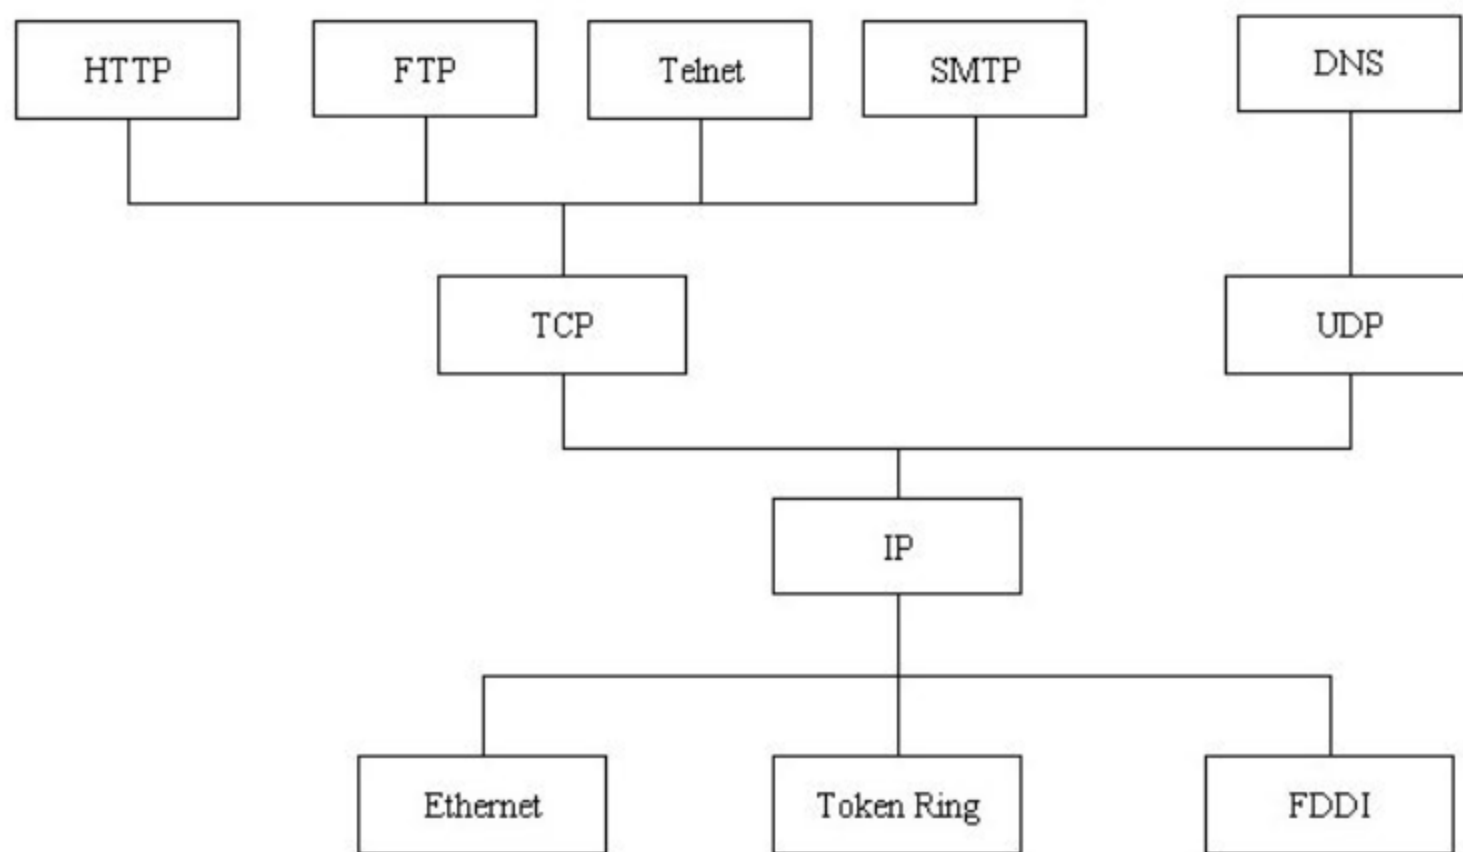 HTTP
FTP
Telnet
SMTP
DNS
TCP
UDP
IP
Ethernet
Token Ring
FDDI